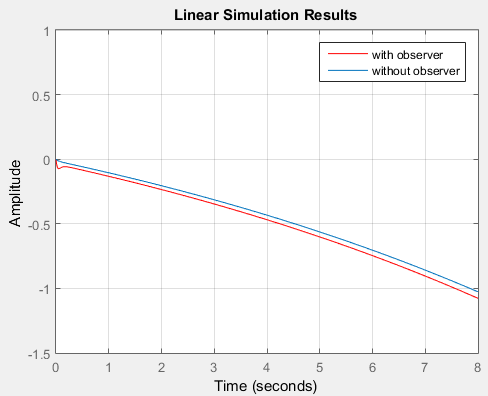 Linear Simulation Results
with observer
without observer
1
0.5
0
-0.5
-1
-1.5
Amplitude
0 1 2 3 4 5 6 7 8
Time (seconds)